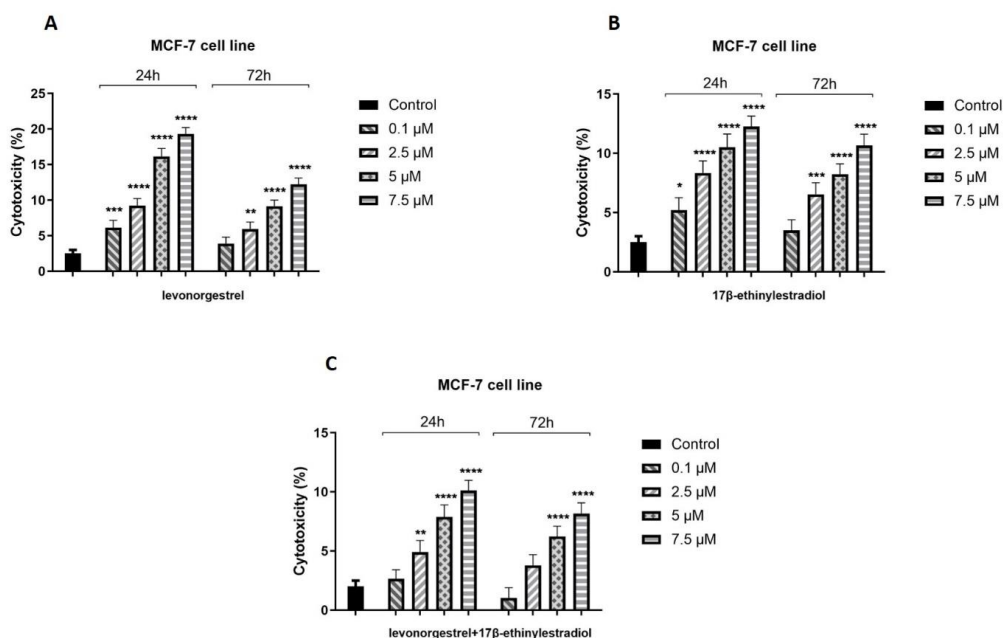 A
MCF-7 cell line
24h
72h
25
20
15
10
5
0
Cytotoxicity (%)
***
****
****
****
**
****
****
levonorgestrel
Control
0.1 µM
2.5 µM
5 µM
7.5 µM
B
MCF-7 cell line
24h
72h
15
10
5
0
Cytotoxicity (%)
*
****
****
****
***
****
****
17β-ethinylestradiol
Control
0.1 µM
2.5 µM
5 µM
7.5 µM
C
MCF-7 cell line
24h
72h
15
10
5
0
Cytotoxicity (%)
**
****
****
****
****
levonorgestrel+17β-ethinylestradiol
Control
0.1 µM
2.5 µM
5 µM
7.5 µM